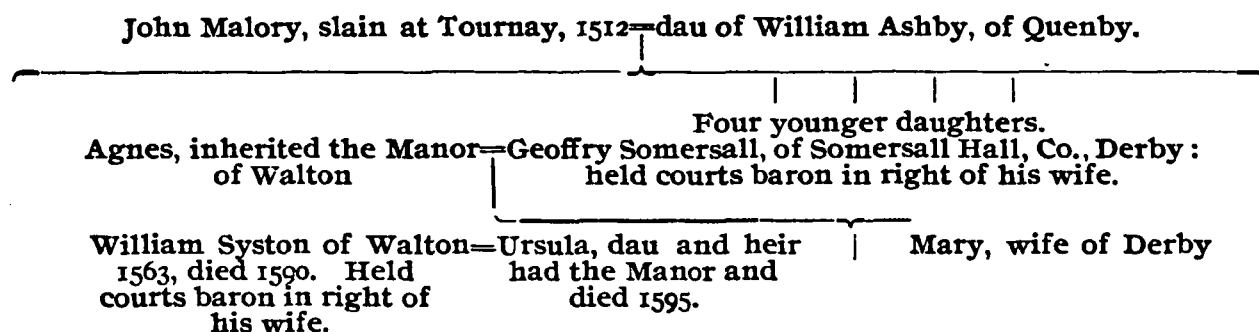 John Malory, slain at Tournay, 1512=dau of William Ashby, of Quenby.
Four younger daughters.
Agnes, inherited the Manor=Geoffry Somersall, of Somersall Hall, Co., Derby :
of Walton
held courts baron in right of his wife.
William Syston of Walton=Ursula, dau and heir
Mary, wife of Derby
1563, died 1590. Held
had the Manor and
courts baron in right of
died 1595.
his wife.